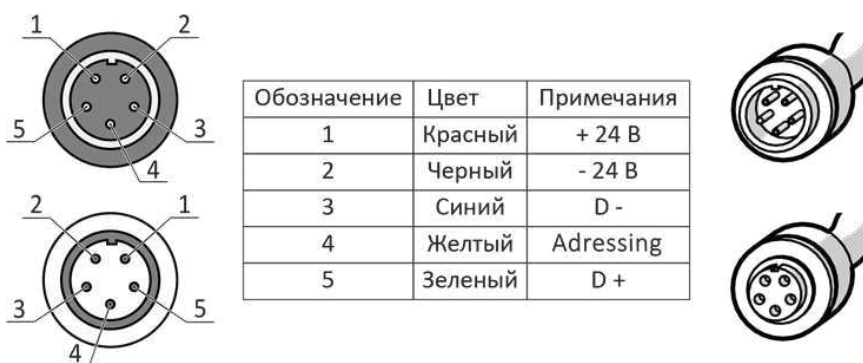 1 2
5 3
4
2 1
3 5
4
Обозначение Цвет Примечания
1 Красный + 24 В
2 Черный - 24 В
3 Синий D -
4 Желтый Adressing
5 Зеленый D +